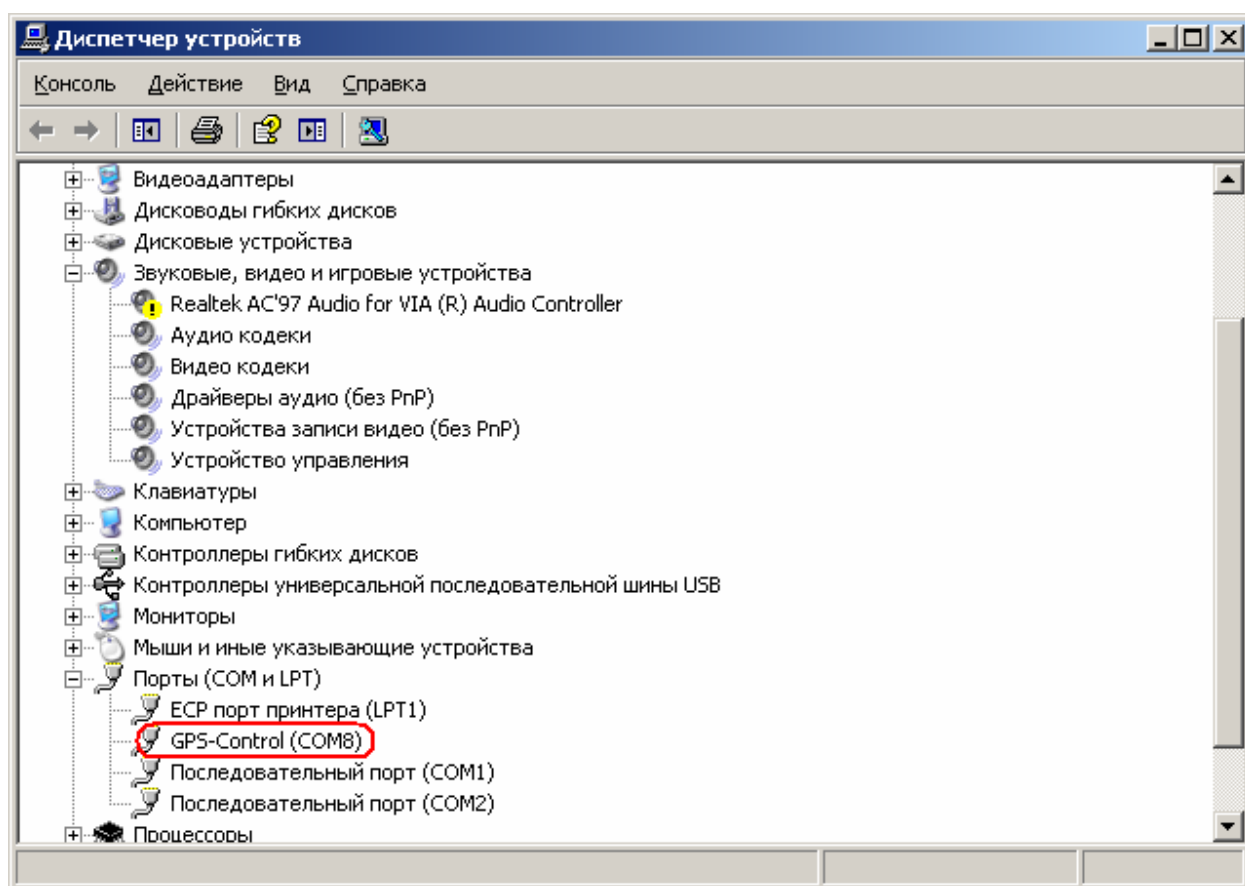 Диспетчер устройств
Консоль Действие Вид Справка
Видеоадаптеры
Дисководы гибких дисков
Дисковые устройства
Звуковые, видео и игровые устройства
Realtek AC'97 Audio for VIA (R) Audio Controller
Аудио кодеки
Видео кодеки
Драйверы аудио (без PnP)
Устройства записи видео (без PnP)
Устройство управления
Клавиатуры
Компьютер
Контроллеры гибких дисков
Контроллеры универсальной последовательной шины USB
Мониторы
Мыши и иные указывающие устройства
Порты (COM и LPT)
ECP порт принтера (LPT1)
GPS-Control (COM8)
Последовательный порт (COM1)
Последовательный порт (COM2)
Процессоры